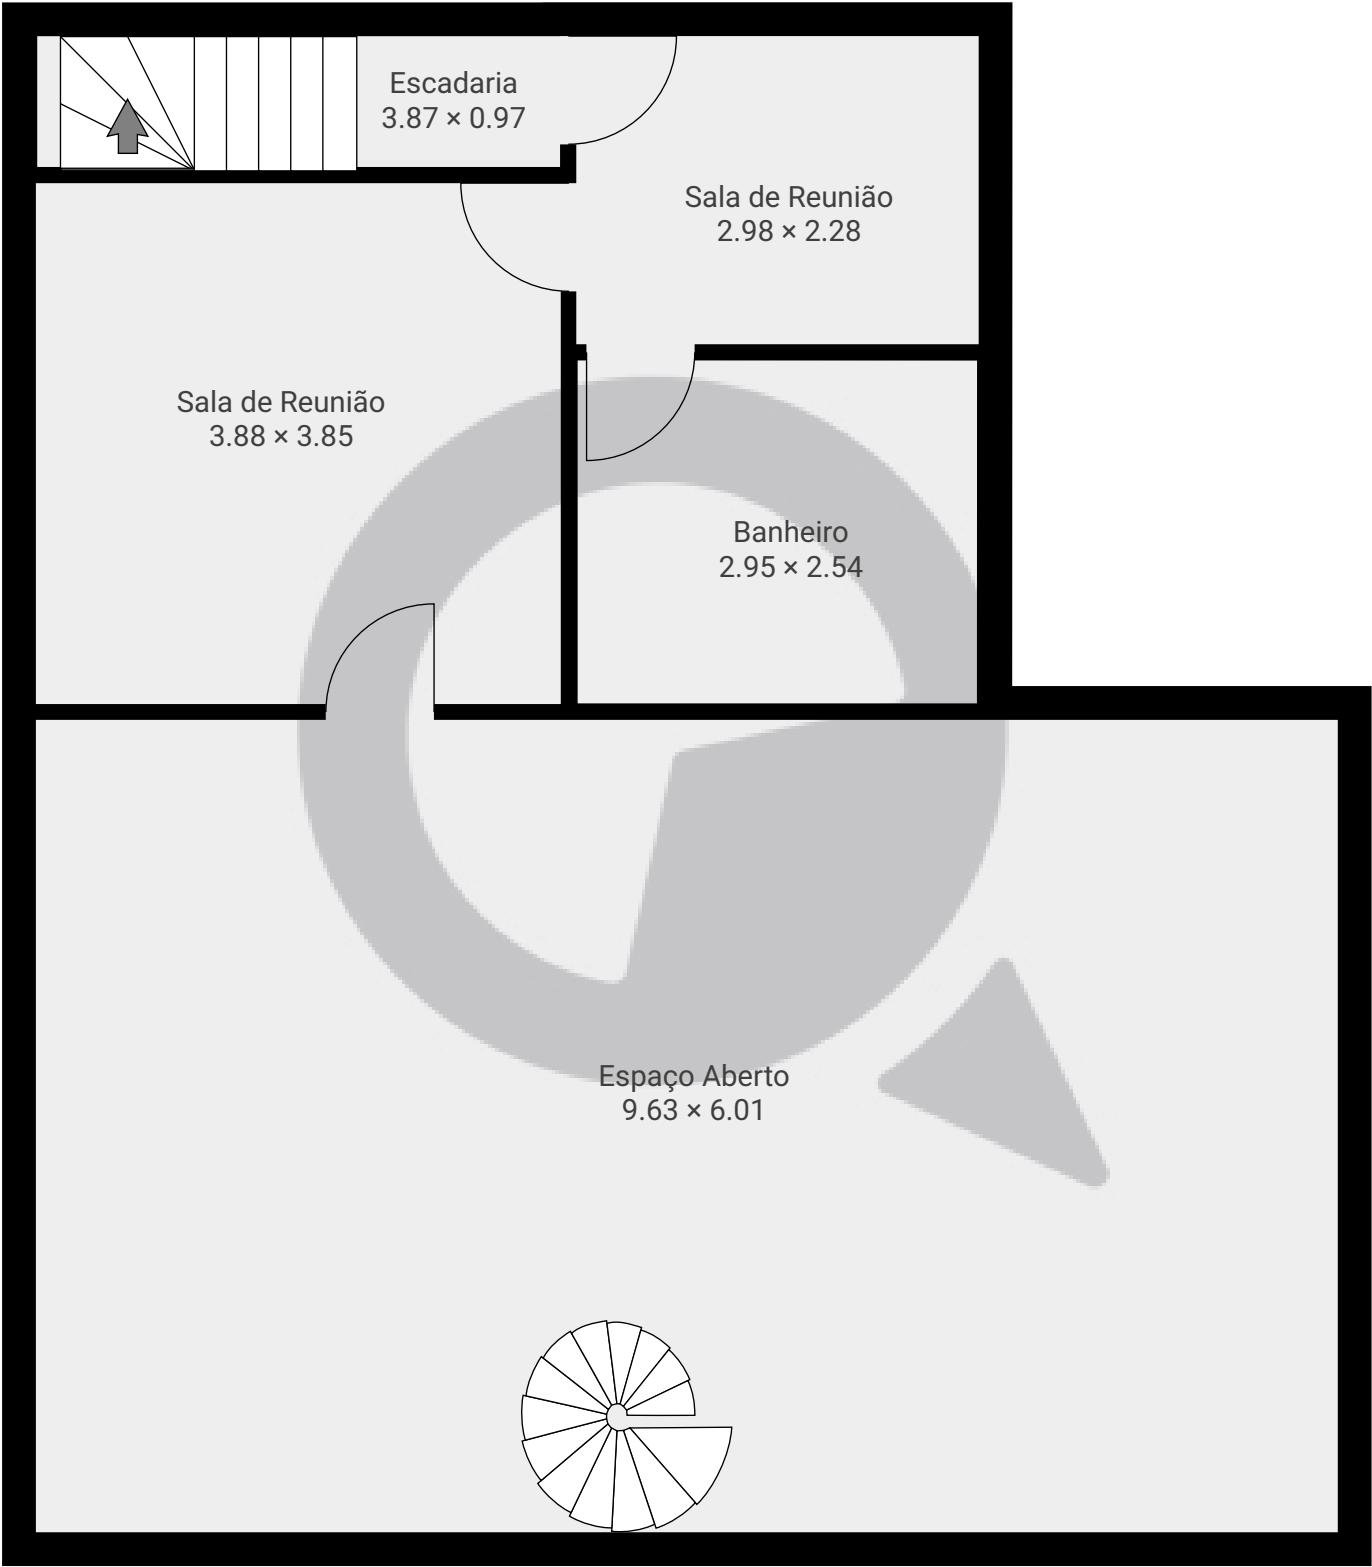 Escadaria
3.87 × 0.97
Sala de Reunião
2.98 × 2.28
Sala de Reunião
3.88 × 3.85
Banheiro
2.95 × 2.54
Espaço Aberto
9.63 × 6.01